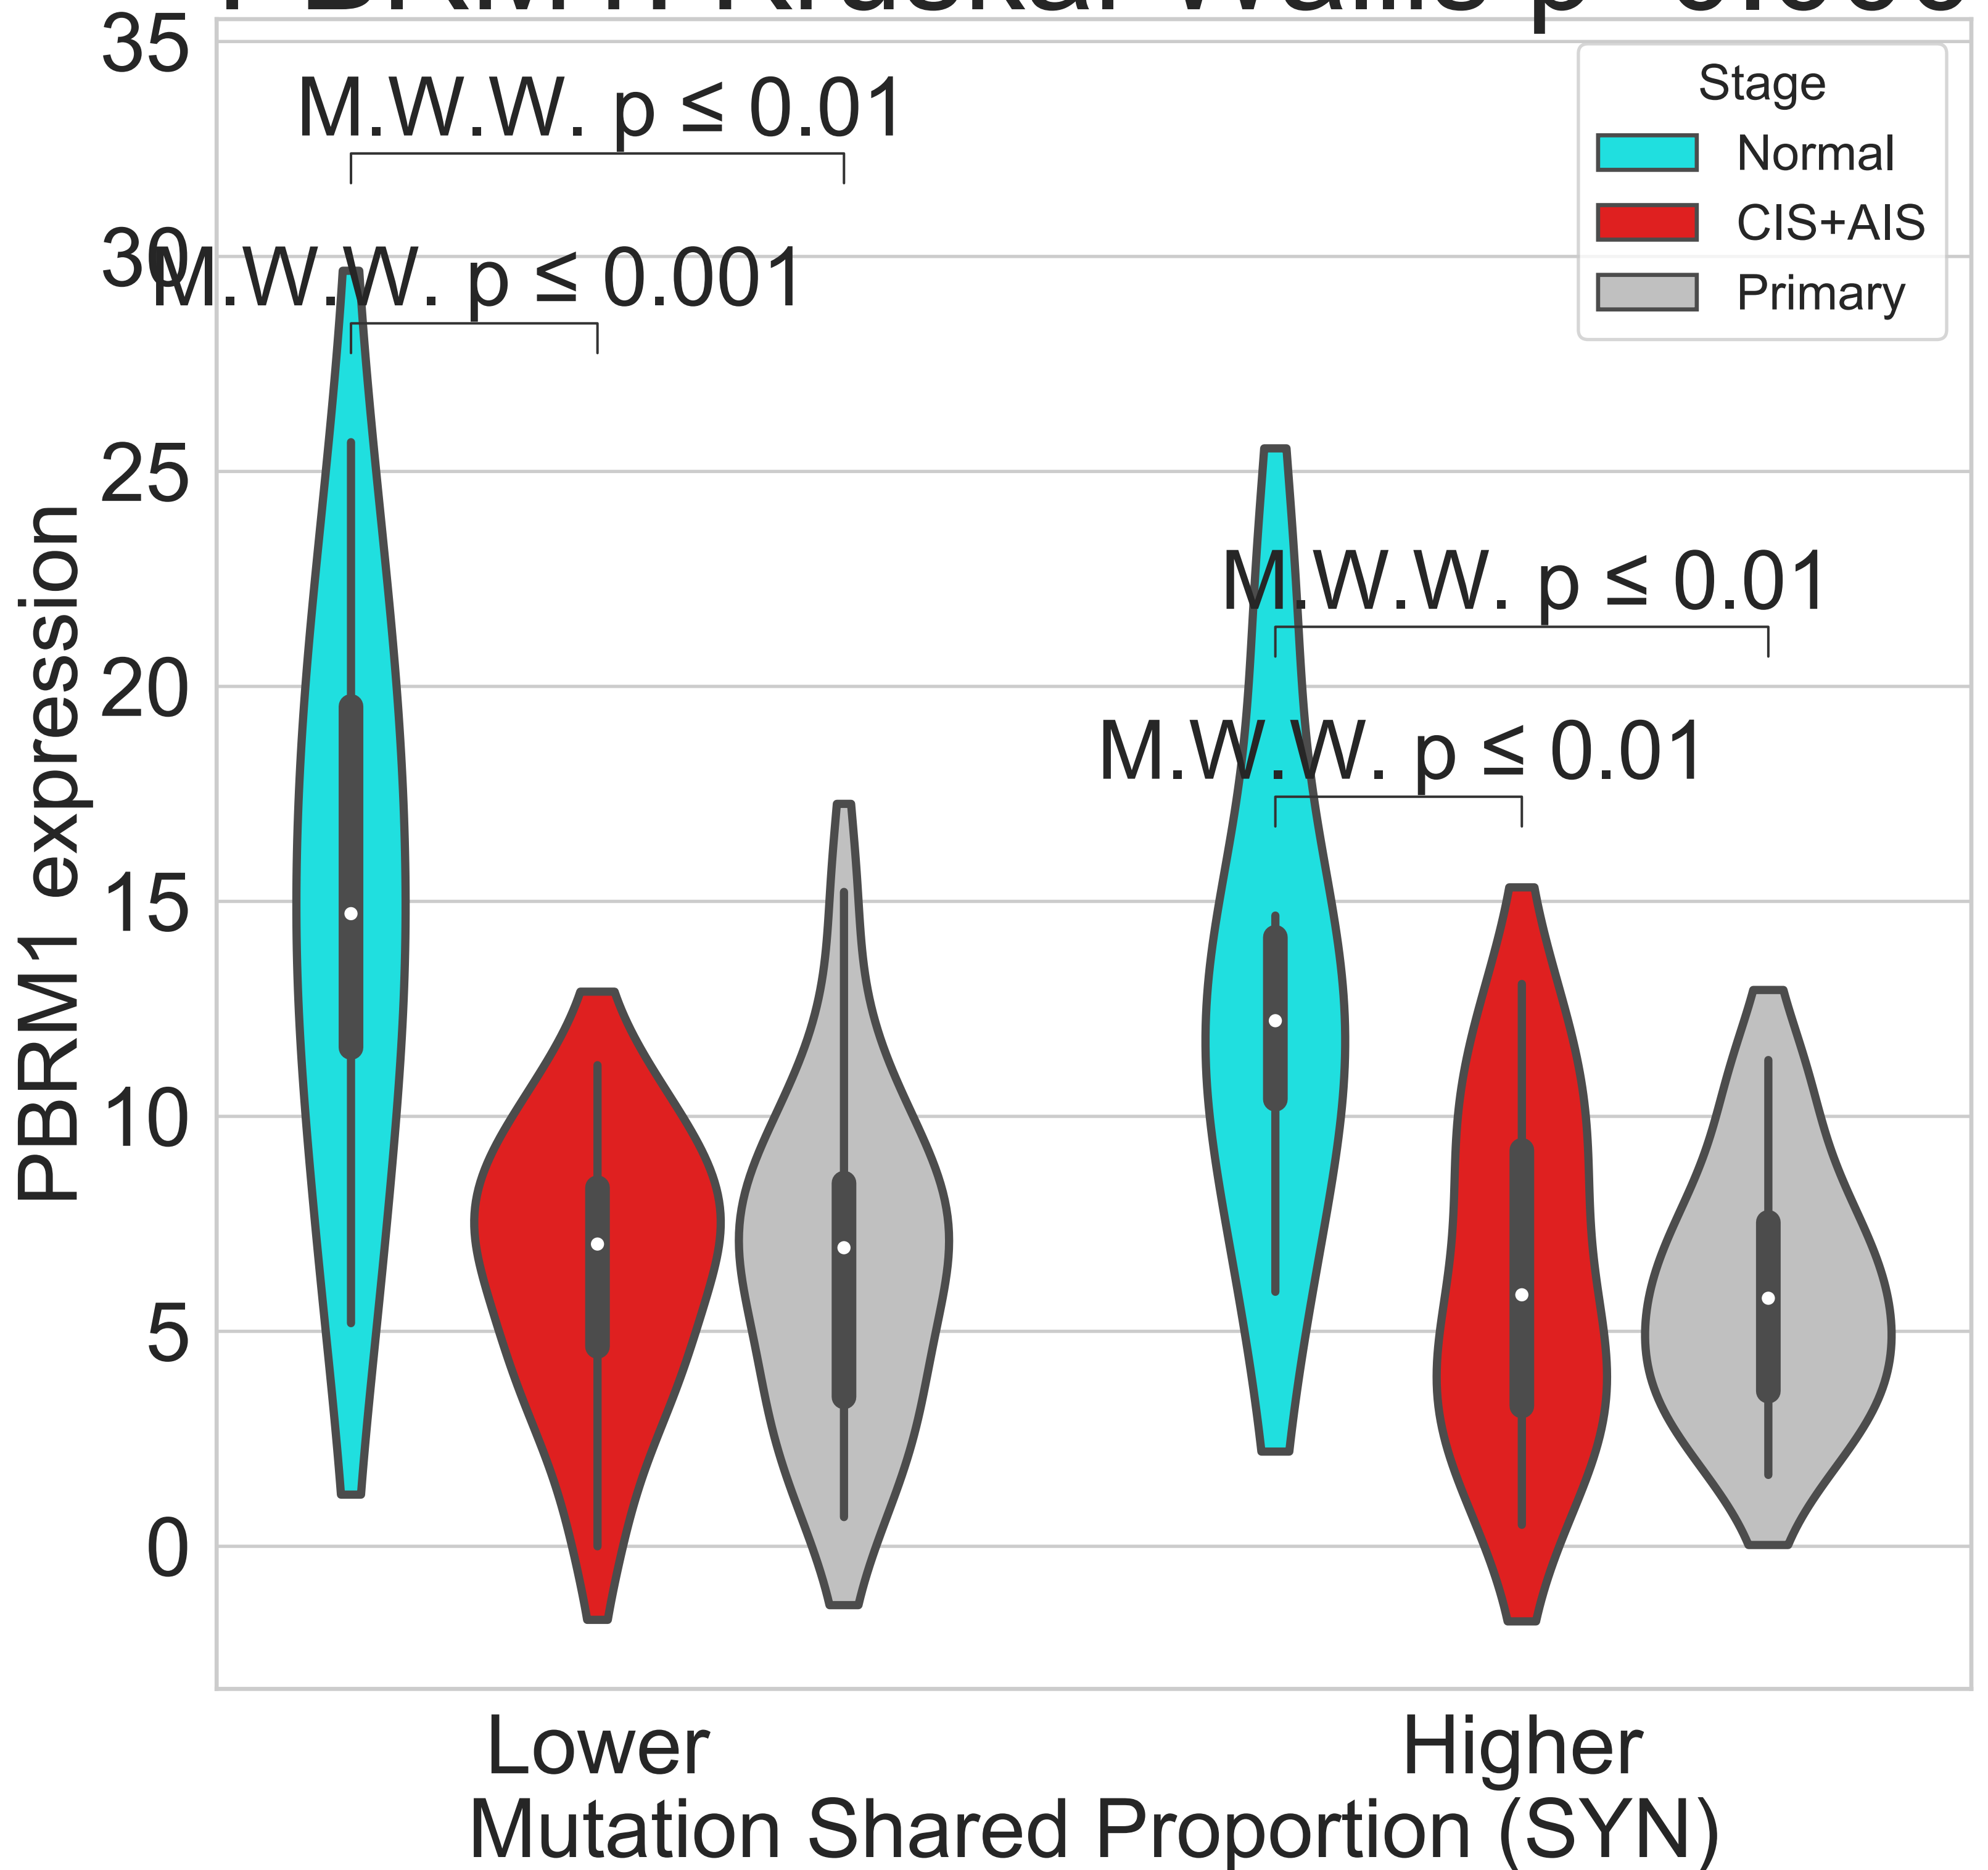 35
M.W.W. p ≤ 0.01
Stage
Normal
CIS+AIS
Primary
30
M.W.W. p ≤ 0.001
25
M.W.W. p ≤ 0.01
20
M.W.W. p ≤ 0.01
15
10
5
0
PBRM1 expression
Lower
Higher
Mutation Shared Proportion (SYN)